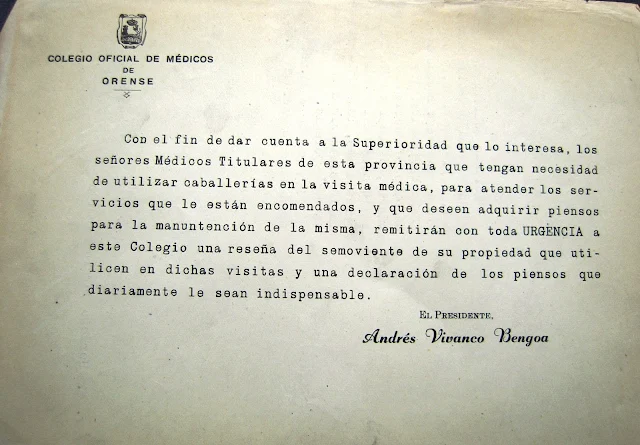 COLEGIO OFICIAL DE MÉDICOS
DE
ORENSE
Con el fin de dar cuenta a la Superioridad que lo interesa, los
señores Médicos Titulares de esta provincia que tengan necesidad
de utilizar caballerías en la visita médica, para atender los ser-
vicios que le están encomendados, y que deseen adquirir piensos
para la manutención de la misma, remitirán con toda URGENCIA a
este Colegio una reseña del semoviente de su propiedad que uti-
licen en dichas visitas y una declaración de los piensos que
diariamente le sean indispensable.
EL PRESIDENTE,
Andrés Vivanco Bengoa